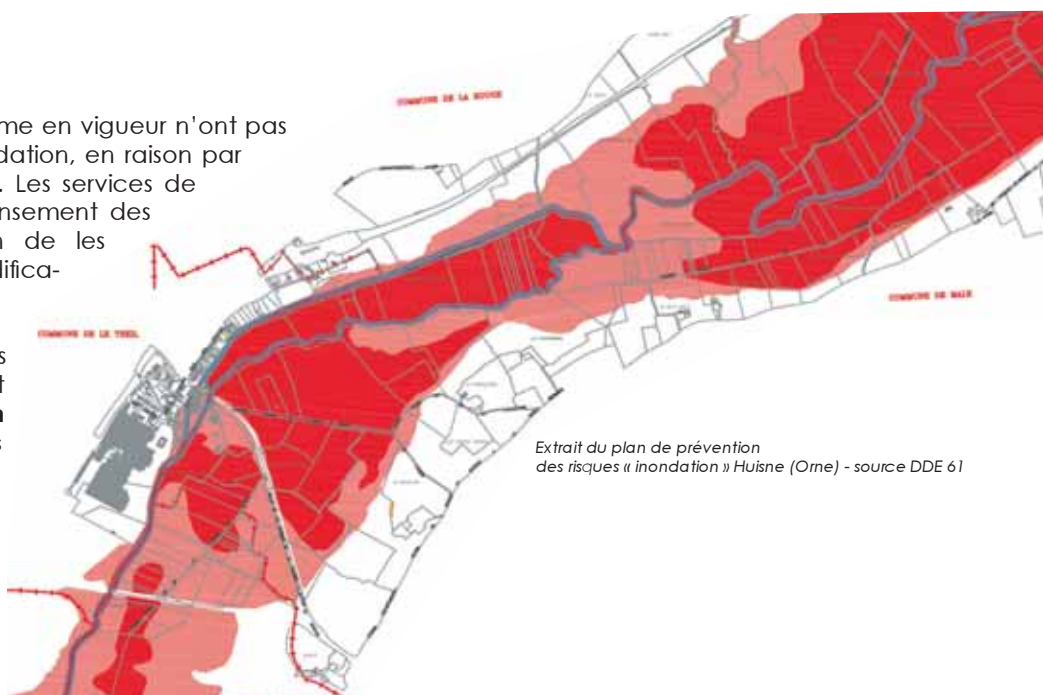 me en vigueur n'ont pas
dation, en raison par
. Les services de
nsement des
n de les
difica-
s
t
n
s
COMMUNE DE LA ROUGE
COMMUNE DE LE THEIL
COMMUNE DE MALE
Extrait du plan de prévention
des risques « inondation » Huisne (Orne) - source DDE 61